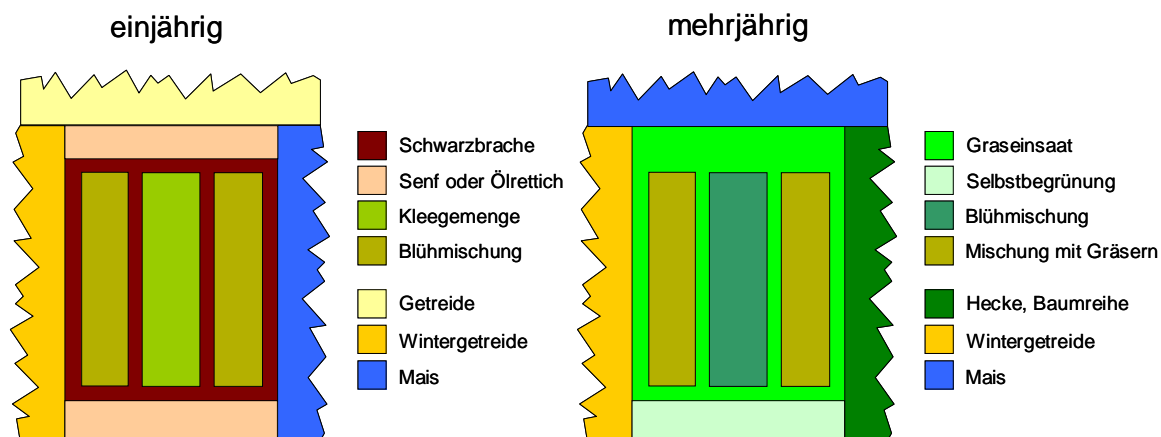 einjährig
Schwarzbrache
Senf oder Ölrettich
Kleegemenge
Blühmischung
Getreide
Wintergetreide
Mais
mehrjährig
Graseinsaat
Selbstbegrünung
Blühmischung
Mischung mit Gräsern
Hecke, Baumreihe
Wintergetreide
Mais